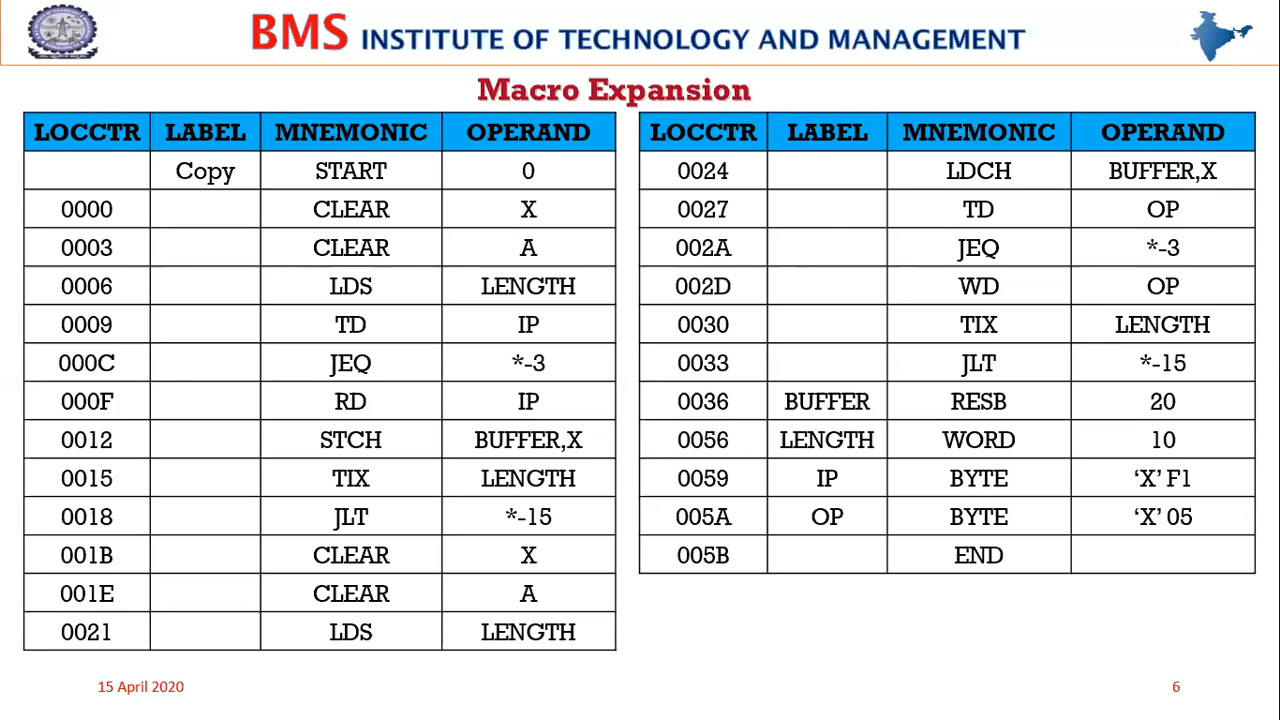 BMS INSTITUTE OF TECHNOLOGY AND MANAGEMENT
Macro Expansion
LOCCTR LABEL MNEMONIC OPERAND
Copy START 0
0000 CLEAR X
0003 CLEAR A
0006 LDS LENGTH
0009 TD IP
000C JEQ *-3
000F RD IP
0012 STCH BUFFER,X
0015 TIX LENGTH
0018 JLT *-15
001B CLEAR X
001E CLEAR A
0021 LDS LENGTH
LOCCTR LABEL MNEMONIC OPERAND
0024 LDCH BUFFER,X
0027 TD OP
002A JEQ *-3
002D WD OP
0030 TIX LENGTH
0033 JLT *-15
0036 BUFFER RESB 20
0056 LENGTH WORD 10
0059 IP BYTE ‘X’ F1
005A OP BYTE ‘X’ 05
005B END
15 April 2020
6